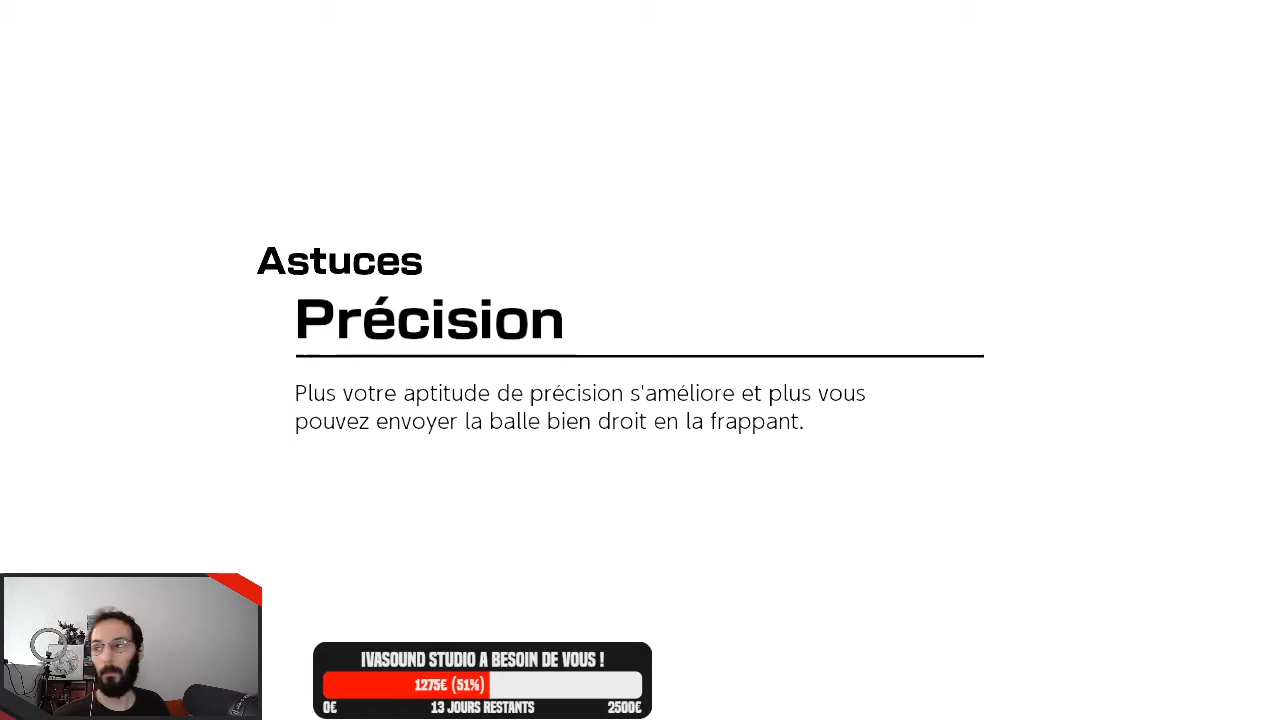 Astuces
Précision
Plus votre aptitude de précision s'améliore et plus vous
pouvez envoyer la balle bien droit en la frappant.
IVASOUND STUDIO A BESOIN DE VOUS !
1275€ (51%)
0€ 13 JOURS RESTANTS 2500€